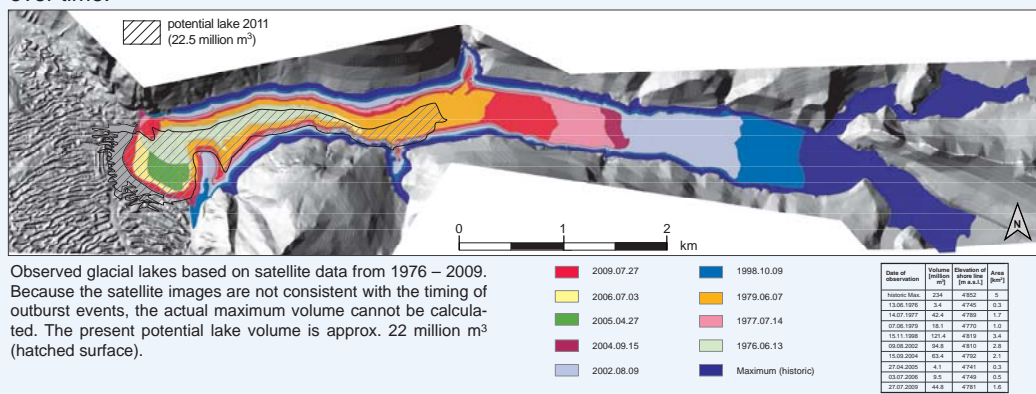 over time.
potential lake 2011
(22.5 million m³)
N
0 1 2
km
Observed glacial lakes based on satellite data from 1976 – 2009.
Because the satellite images are not consistent with the timing of
outburst events, the actual maximum volume cannot be calcula-
ted. The present potential lake volume is approx. 22 million m³
(hatched surface).
2009.07.27
2006.07.03
2005.04.27
2004.09.15
2002.08.09
1998.10.09
1979.06.07
1977.07.14
1976.06.13
Maximum (historic)
Date of observation Volume [million m³] Elevation of shore line [m a.s.l.] Area [km²]
historic Max. 234 4'852 5
13.06.1976 3.4 4'745 0.3
14.07.1977 42.4 4'789 1.7
07.06.1979 18.1 4'770 1.0
15.11.1998 121.4 4'819 3.4
09.08.2002 94.8 4'810 2.8
15.09.2004 63.4 4'792 2.1
27.04.2005 4.1 4'741 0.3
03.07.2006 9.5 4'749 0.5
27.07.2009 44.8 4'781 1.6